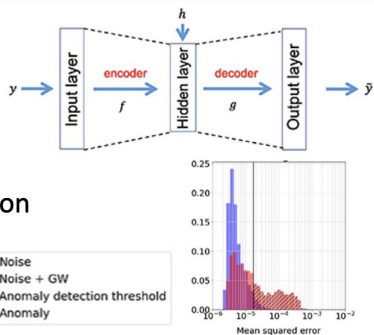 h
encoder
decoder
y
Input layer
f
Hidden layer
g
Output layer
ỹ
on
Noise
Noise + GW
Anomaly detection threshold
Anomaly
0.25
0.20
0.15
0.10
0.05
0.00
10⁻⁶ 10⁻⁵ 10⁻⁴ 10⁻³ 10⁻²
Mean squared error